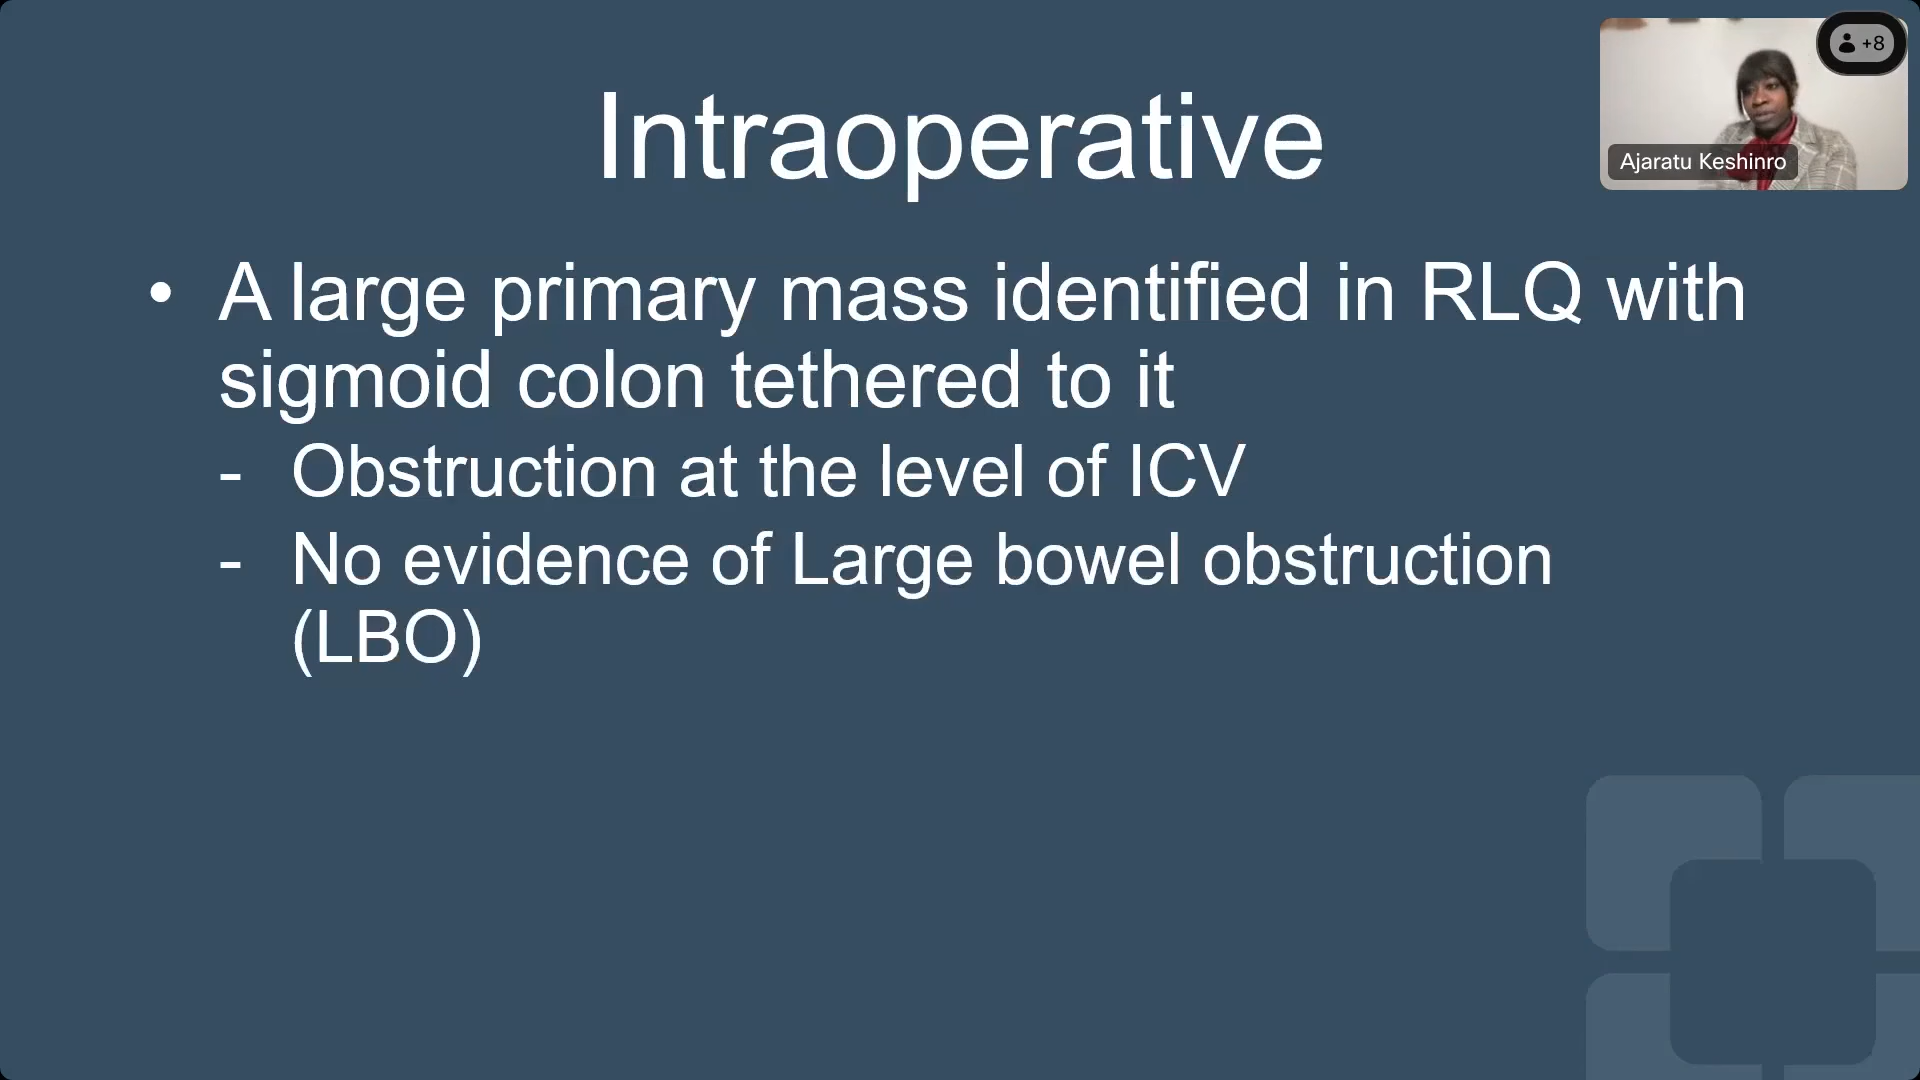 Intraoperative
+8
Ajaratu Keshinro
• A large primary mass identified in RLQ with
sigmoid colon tethered to it
- Obstruction at the level of ICV
- No evidence of Large bowel obstruction
(LBO)